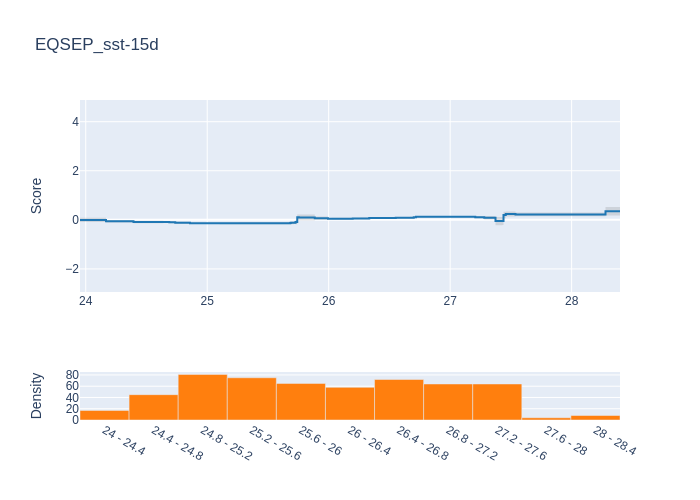 EQSEP_sst-15d
Score
4
2
0
−2
24 25 26 27 28
Density
80
60
40
20
0
24 - 24.4
24.4 - 24.8
24.8 - 25.2
25.2 - 25.6
25.6 - 26
26 - 26.4
26.4 - 26.8
26.8 - 27.2
27.2 - 27.6
27.6 - 28
28 - 28.4